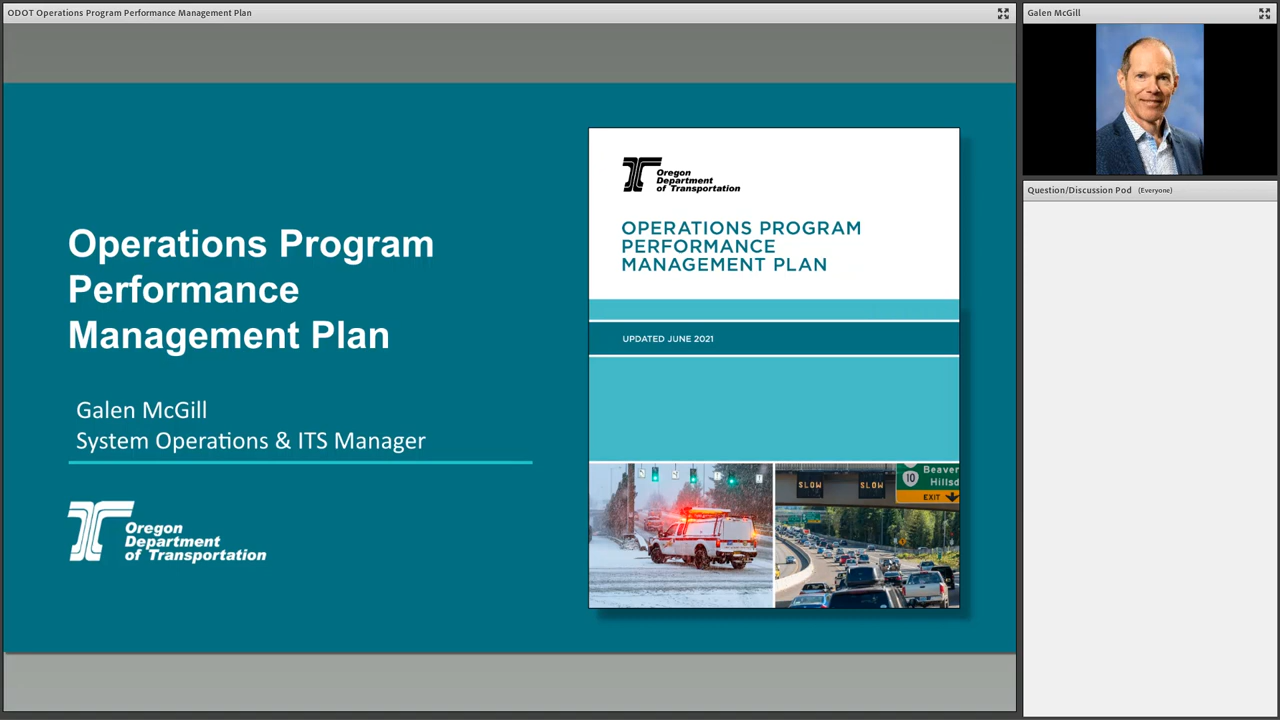 ODOT Operations Program Performance Management Plan
Galen McGill
Question/Discussion Pod (Everyone)
Operations Program
Performance
Management Plan
Galen McGill
System Operations & ITS Manager
Oregon
Department
of Transportation
Oregon
Department
of Transportation
OPERATIONS PROGRAM
PERFORMANCE
MANAGEMENT PLAN
UPDATED JUNE 2021
SLOW
SLOW
10
Beaver
Hillsd
EXIT